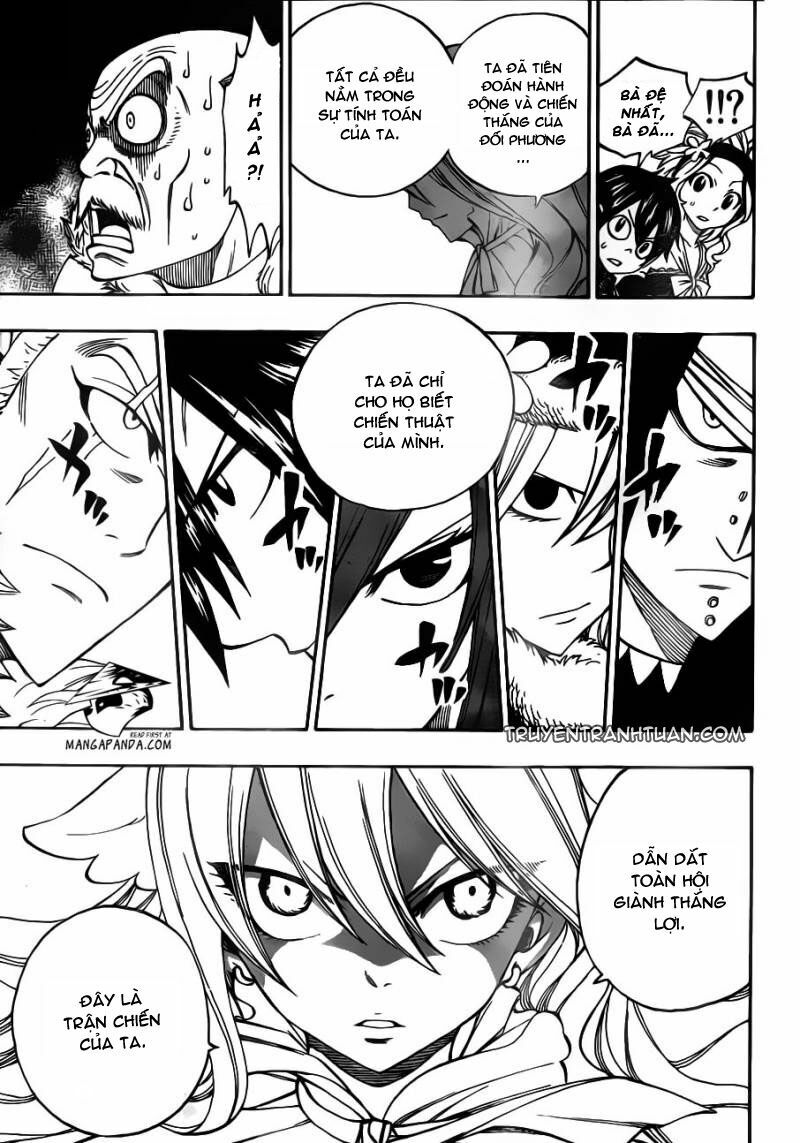 !!?
BÀ ĐỆ
NHẤT,
BÀ ĐÃ...
TA ĐÃ TIÊN
ĐOÁN HÀNH
ĐỘNG VÀ CHIẾN
THẮNG CỦA
ĐỐI PHƯƠNG
...
TẤT CẢ ĐỀU
NẰM TRONG
SỰ TÍNH TOÁN
CỦA TA.
HẢẢ?!
TA ĐÃ CHỈ
CHO HỌ BIẾT
CHIẾN THUẬT
CỦA MÌNH.
READ FIRST AT
MANGAPANDA.COM
TRUYENTRANHTUAN.COM
DẪN DẮT
TOÀN HỘI
GIÀNH THẮNG
LỢI.
ĐÂY LÀ
TRẬN CHIẾN
CỦA TA.